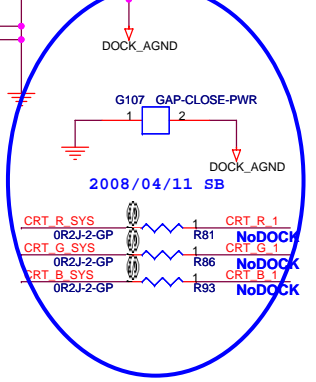 DOCK_AGND
G107 GAP-CLOSE-PWR
1 2
DOCK_AGND
2008/04/11 SB
CRT_R_SYS 1 CRT_R_1
0R2J-2-GP R81 NoDOCK
CRT_G_SYS 1 CRT_G_1
0R2J-2-GP R86 NoDOCK
CRT_B_SYS 1 CRT_B_1
0R2J-2-GP R93 NoDOCK